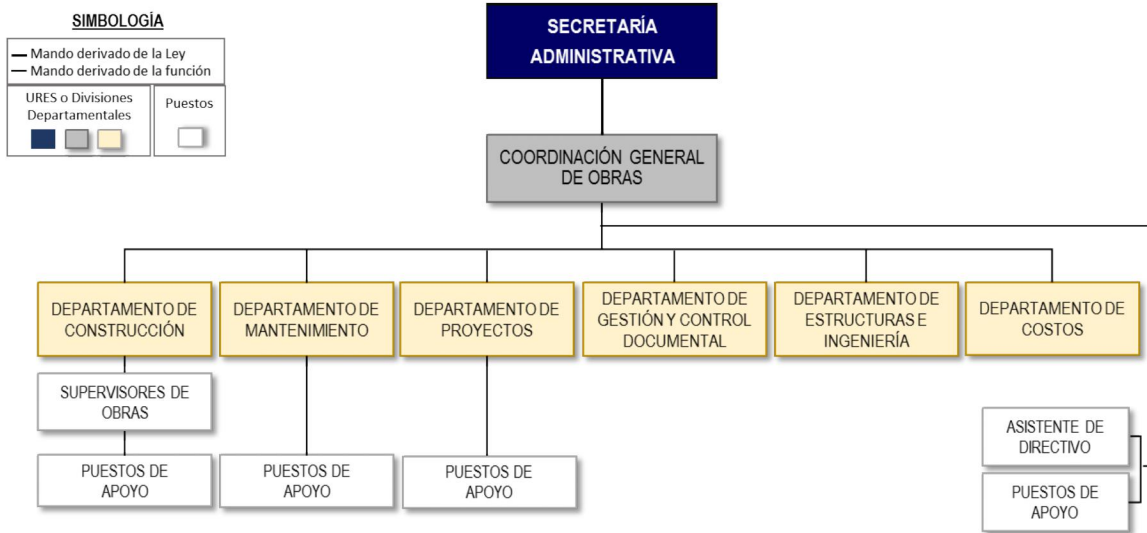 SIMBOLOGÍA
Mando derivado de la Ley
Mando derivado de la función
URES o Divisiones
Departamentales
Puestos
SECRETARÍA
ADMINISTRATIVA
COORDINACIÓN GENERAL
DE OBRAS
DEPARTAMENTO DE
CONSTRUCCIÓN
DEPARTAMENTO DE
MANTENIMIENTO
DEPARTAMENTO DE
PROYECTOS
DEPARTAMENTO DE
GESTIÓN Y CONTROL
DOCUMENTAL
DEPARTAMENTO DE
ESTRUCTURAS E
INGENIERÍA
DEPARTAMENTO DE
COSTOS
SUPERVISORES DE
OBRAS
PUESTOS DE
APOYO
PUESTOS DE
APOYO
PUESTOS DE
APOYO
ASISTENTE DE
DIRECTIVO
PUESTOS DE
APOYO